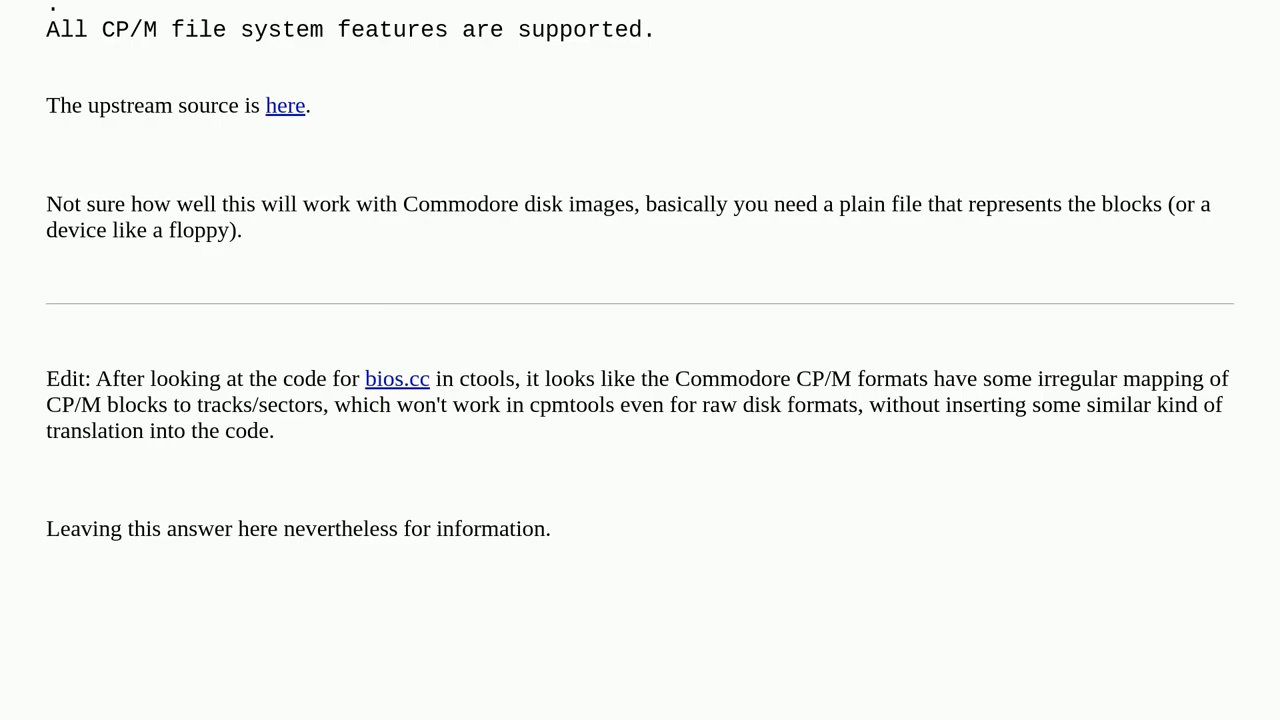 .
All CP/M file system features are supported.
The upstream source is here.
Not sure how well this will work with Commodore disk images, basically you need a plain file that represents the blocks (or a
device like a floppy).
Edit: After looking at the code for bios.cc in ctools, it looks like the Commodore CP/M formats have some irregular mapping of
CP/M blocks to tracks/sectors, which won't work in cpmtools even for raw disk formats, without inserting some similar kind of
translation into the code.
Leaving this answer here nevertheless for information.